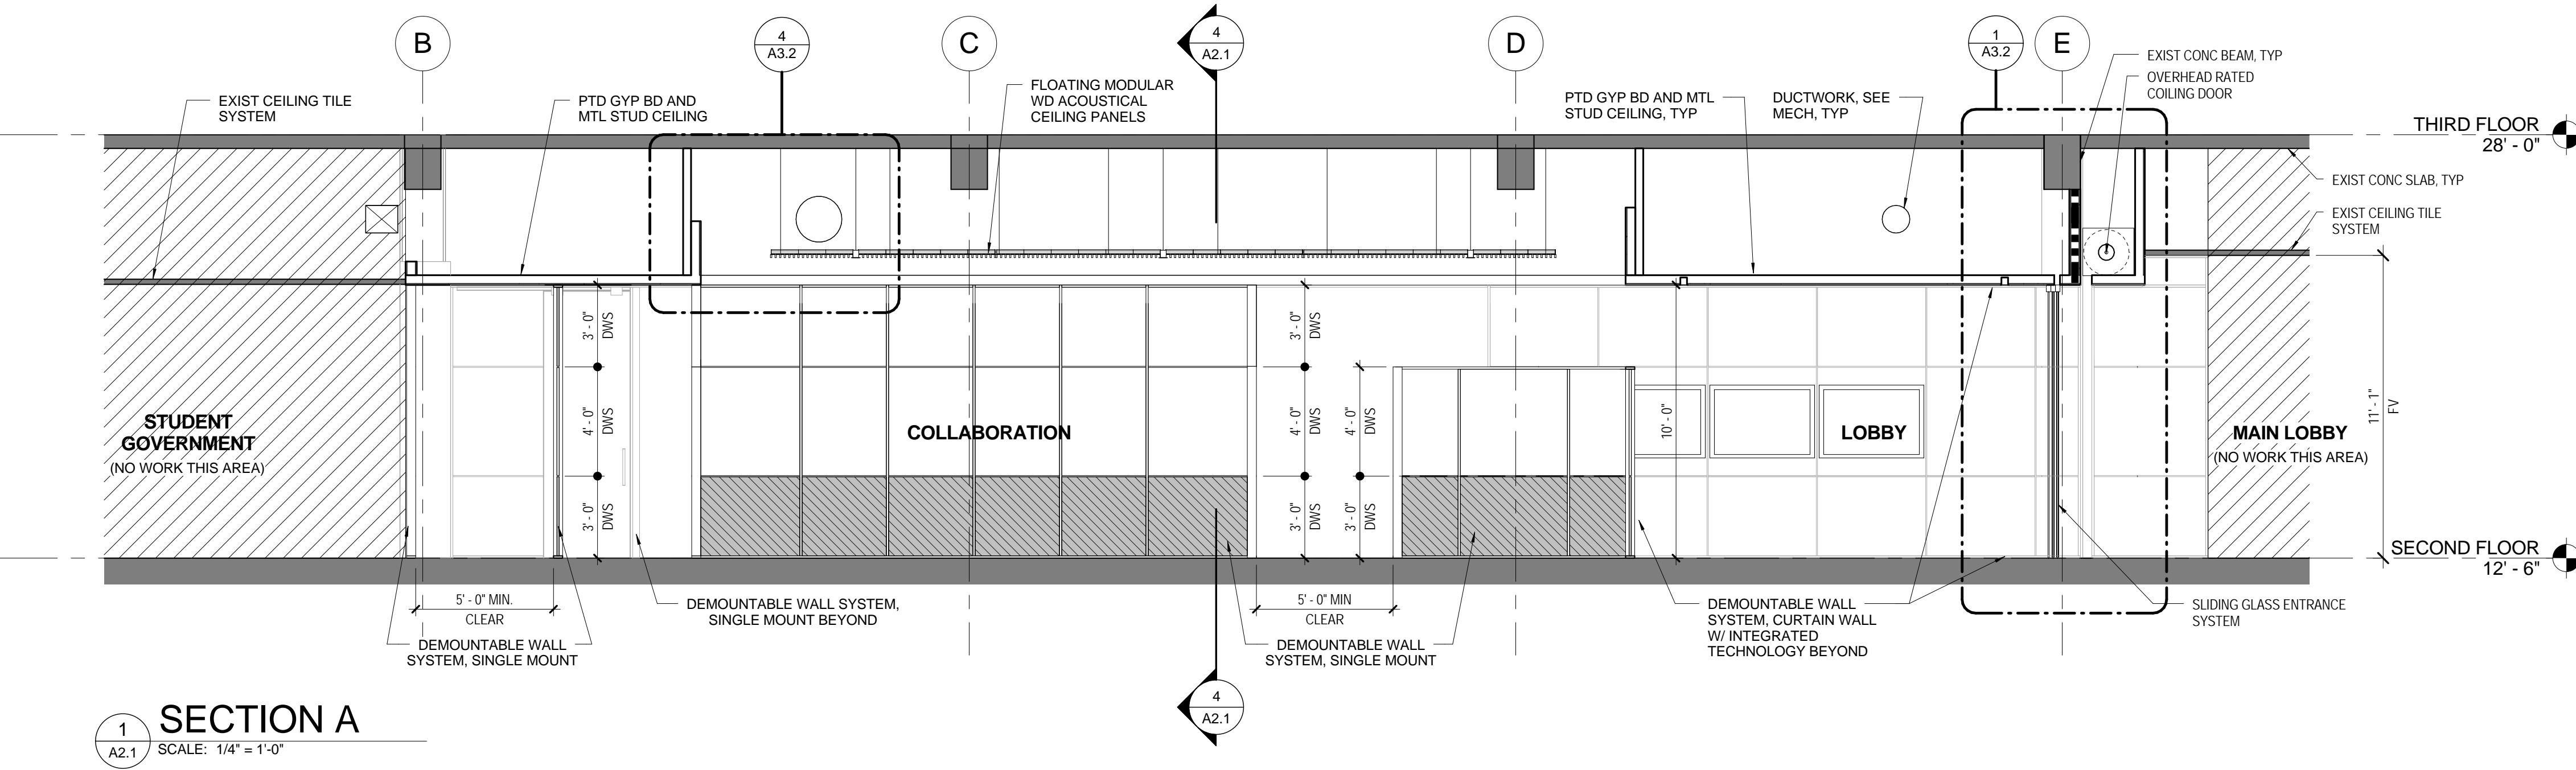 B
4
A3.2
C
4
A2.1
D
1
A3.2
E
EXIST CEILING TILE
SYSTEM
PTD GYP BD AND
MTL STUD CEILING
FLOATING MODULAR
WD ACOUSTICAL
CEILING PANELS
PTD GYP BD AND MTL
STUD CEILING, TYP
DUCTWORK, SEE
MECH, TYP
EXIST CONC BEAM, TYP
OVERHEAD RATED
COILING DOOR
THIRD FLOOR
28' - 0"
EXIST CONC SLAB, TYP
EXIST CEILING TILE
SYSTEM
STUDENT
GOVERNMENT
(NO WORK THIS AREA)
3' - 0"
DWS
4' - 0"
DWS
3' - 0"
DWS
COLLABORATION
3' - 0"
DWS
4' - 0"
DWS
3' - 0"
DWS
4' - 0"
DWS
3' - 0"
DWS
10' - 0"
LOBBY
11' - 1"
FV
MAIN LOBBY
(NO WORK THIS AREA)
SECOND FLOOR
12' - 6"
5' - 0" MIN.
CLEAR
DEMOUNTABLE WALL
SYSTEM, SINGLE MOUNT
DEMOUNTABLE WALL SYSTEM,
SINGLE MOUNT BEYOND
5' - 0" MIN
CLEAR
DEMOUNTABLE WALL
SYSTEM, SINGLE MOUNT
DEMOUNTABLE WALL
SYSTEM, CURTAIN WALL
W/ INTEGRATED
TECHNOLOGY BEYOND
SLIDING GLASS ENTRANCE
SYSTEM
4
A2.1
1
A2.1
SECTION A
SCALE: 1/4" = 1'-0"